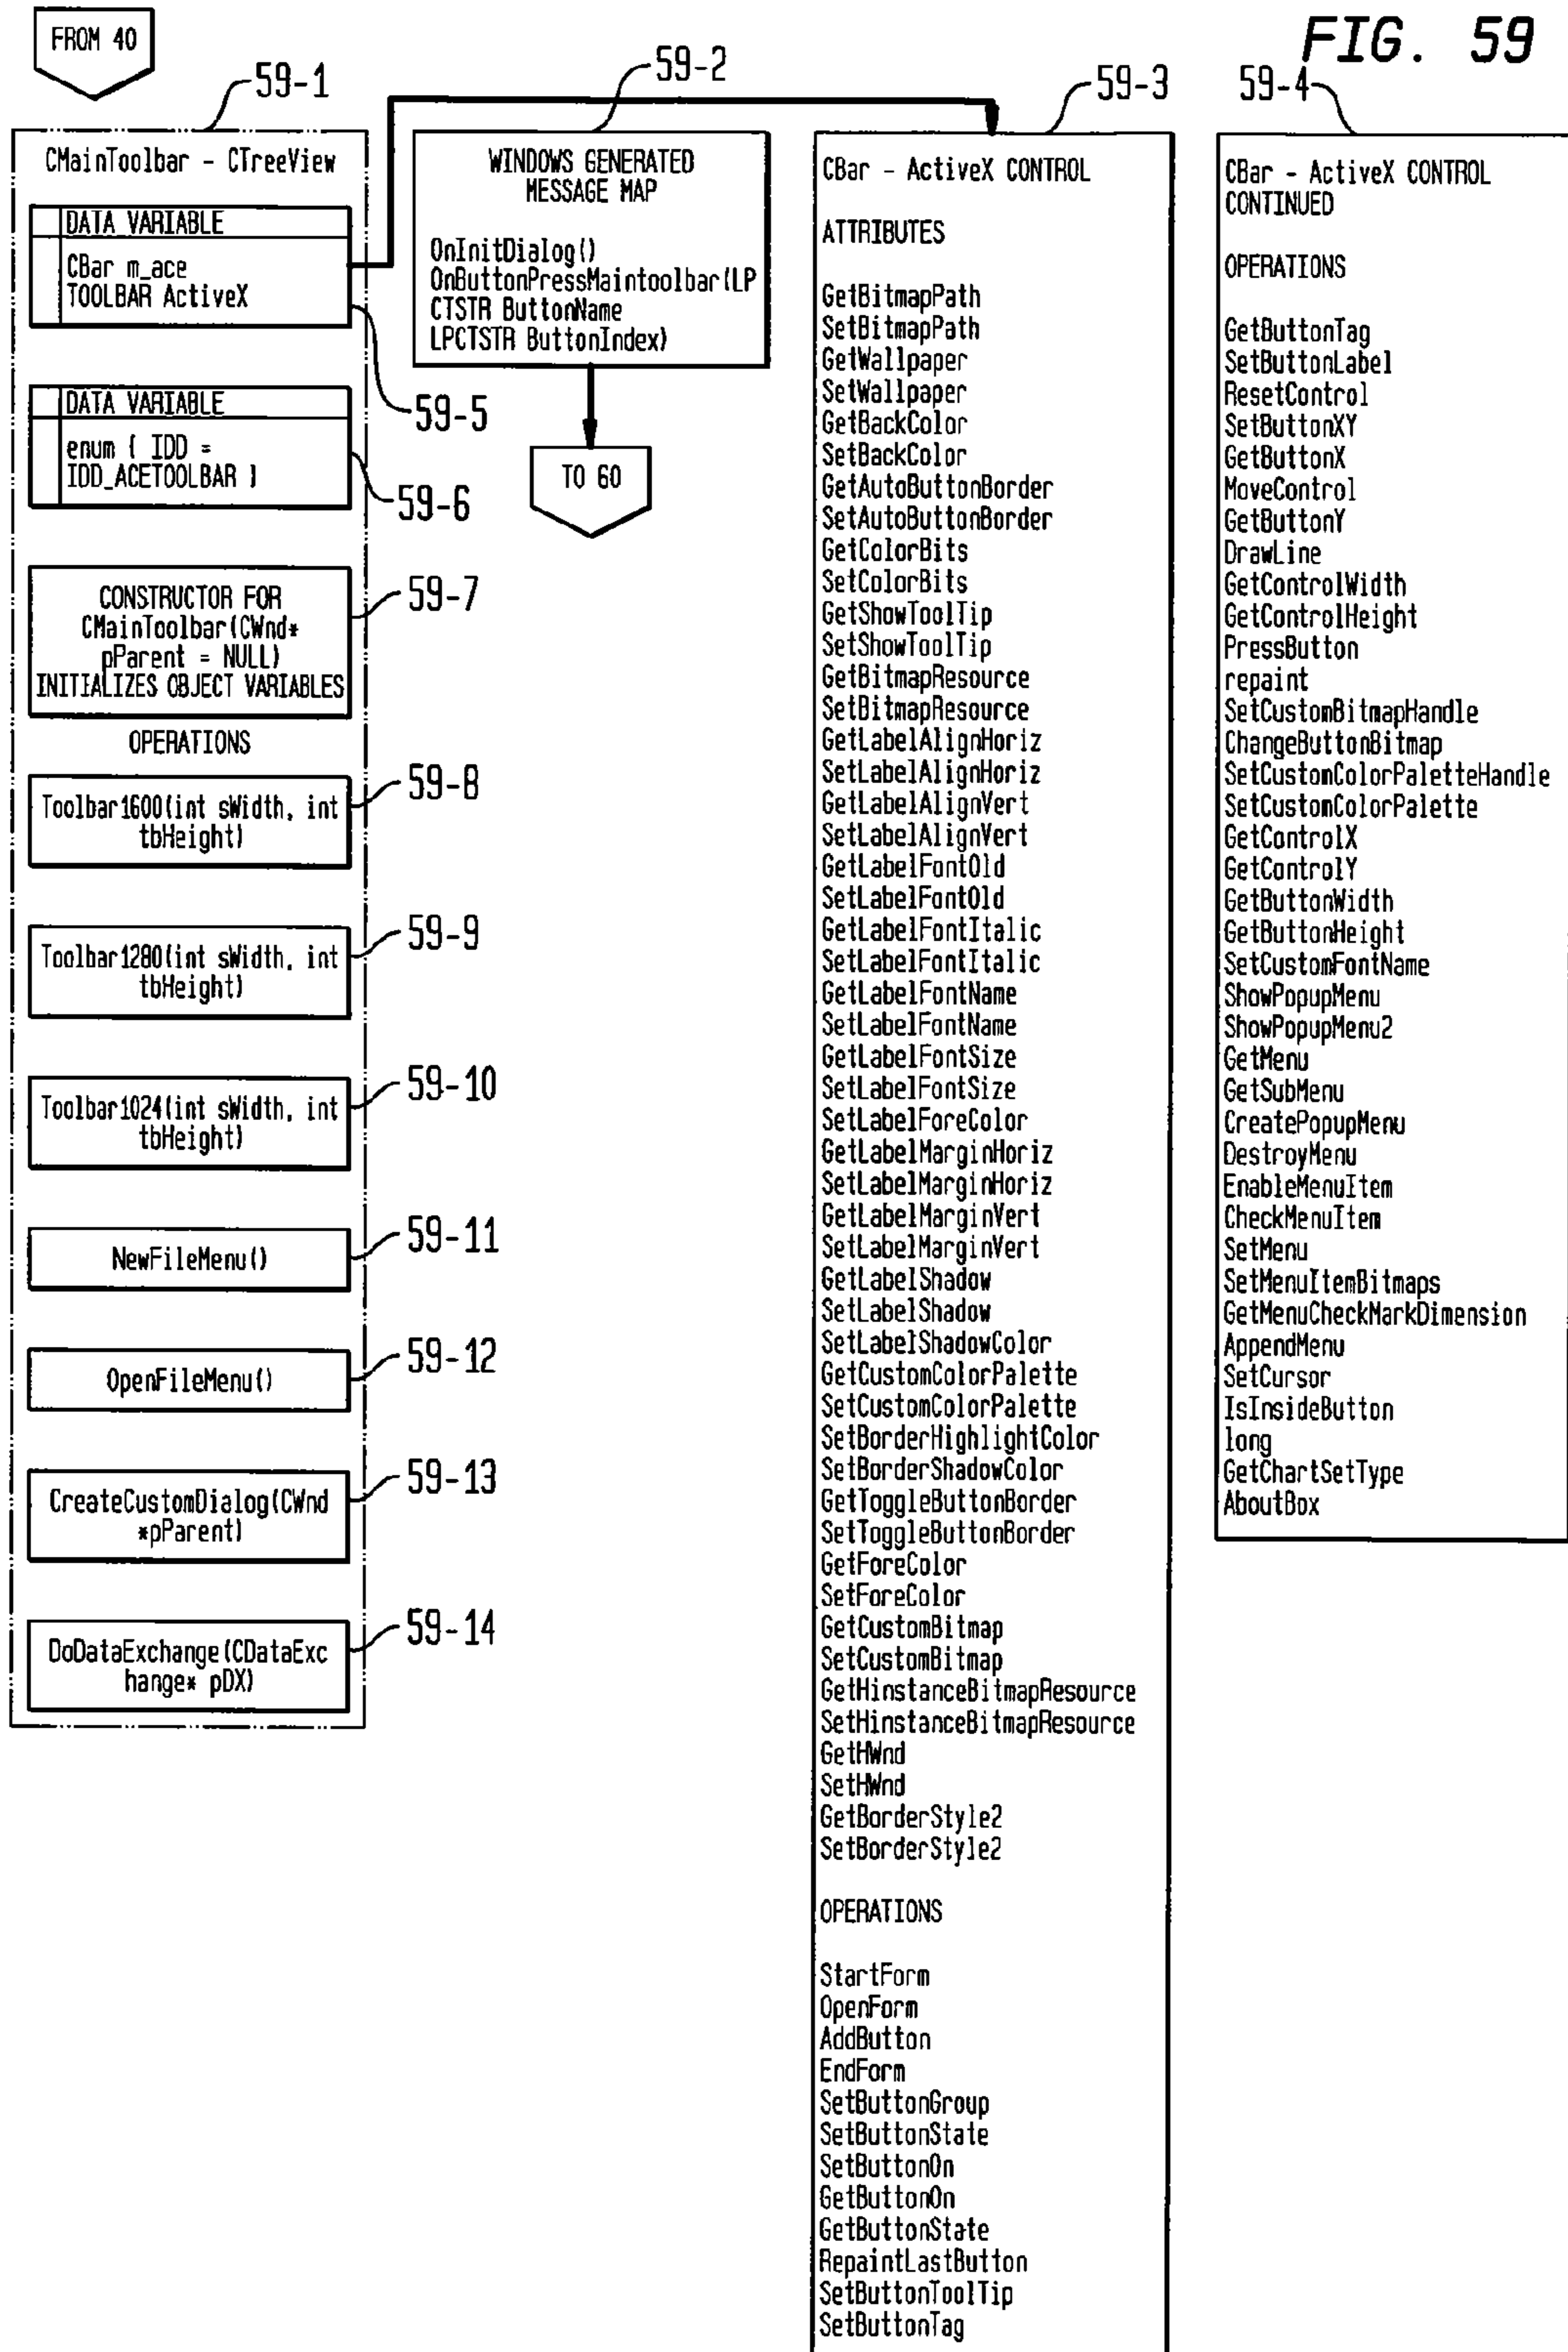 FIG. 59
FROM 40
59-1
CMainToolbar - CTreeView
DATA VARIABLE
CBar m_ace
TOOLBAR ActiveX
59-5
DATA VARIABLE
enum { IDD =
IDD_ACETOOLBAR }
59-6
CONSTRUCTOR FOR
CMainToolbar(CWnd*
pParent = NULL)
INITIALIZES OBJECT VARIABLES
59-7
OPERATIONS
Toolbar1600(int sWidth, int
tbHeight)
59-8
Toolbar1280(int sWidth, int
tbHeight)
59-9
Toolbar1024(int sWidth, int
tbHeight)
59-10
NewFileMenu()
59-11
OpenFileMenu()
59-12
CreateCustomDialog(CWnd
*pParent)
59-13
DoDataExchange(CDataExc
hange* pDX)
59-14
59-2
WINDOWS GENERATED
MESSAGE MAP
OnInitDialog()
OnButtonPressMaintoolbar(LP
CTSTR ButtonName
LPCTSTR ButtonIndex)
TO 60
59-3
CBar - ActiveX CONTROL
ATTRIBUTES
GetBitmapPath
SetBitmapPath
GetWallpaper
SetWallpaper
GetBackColor
SetBackColor
GetAutoButtonBorder
SetAutoButtonBorder
GetColorBits
SetColorBits
GetShowToolTip
SetShowToolTip
GetBitmapResource
SetBitmapResource
GetLabelAlignHoriz
SetLabelAlignHoriz
GetLabelAlignVert
SetLabelAlignVert
GetLabelFontOld
SetLabelFontOld
GetLabelFontItalic
SetLabelFontItalic
GetLabelFontName
SetLabelFontName
GetLabelFontSize
SetLabelFontSize
SetLabelForeColor
GetLabelMarginHoriz
SetLabelMarginHoriz
GetLabelMarginVert
SetLabelMarginVert
GetLabelShadow
SetLabelShadow
SetLabelShadowColor
GetCustomColorPalette
SetCustomColorPalette
SetBorderHighlightColor
SetBorderShadowColor
GetToggleButtonBorder
SetToggleButtonBorder
GetForeColor
SetForeColor
GetCustomBitmap
SetCustomBitmap
GetHinstanceBitmapResource
SetHinstanceBitmapResource
GetHWnd
SetHWnd
GetBorderStyle2
SetBorderStyle2
OPERATIONS
StartForm
OpenForm
AddButton
EndForm
SetButtonGroup
SetButtonState
SetButtonOn
GetButtonOn
GetButtonState
RepaintLastButton
SetButtonToolTip
SetButtonTag
59-4
CBar - ActiveX CONTROL
CONTINUED
OPERATIONS
GetButtonTag
SetButtonLabel
ResetControl
SetButtonXY
GetButtonX
MoveControl
GetButtonY
DrawLine
GetControlWidth
GetControlHeight
PressButton
repaint
SetCustomBitmapHandle
ChangeButtonBitmap
SetCustomColorPaletteHandle
SetCustomColorPalette
GetControlX
GetControlY
GetButtonWidth
GetButtonHeight
SetCustomFontName
ShowPopupMenu
ShowPopupMenu2
GetMenu
GetSubMenu
CreatePopupMenu
DestroyMenu
EnableMenuItem
CheckMenuItem
SetMenu
SetMenuItemBitmaps
GetMenuCheckMarkDimension
AppendMenu
SetCursor
IsInsideButton
long
GetChartSetType
AboutBox